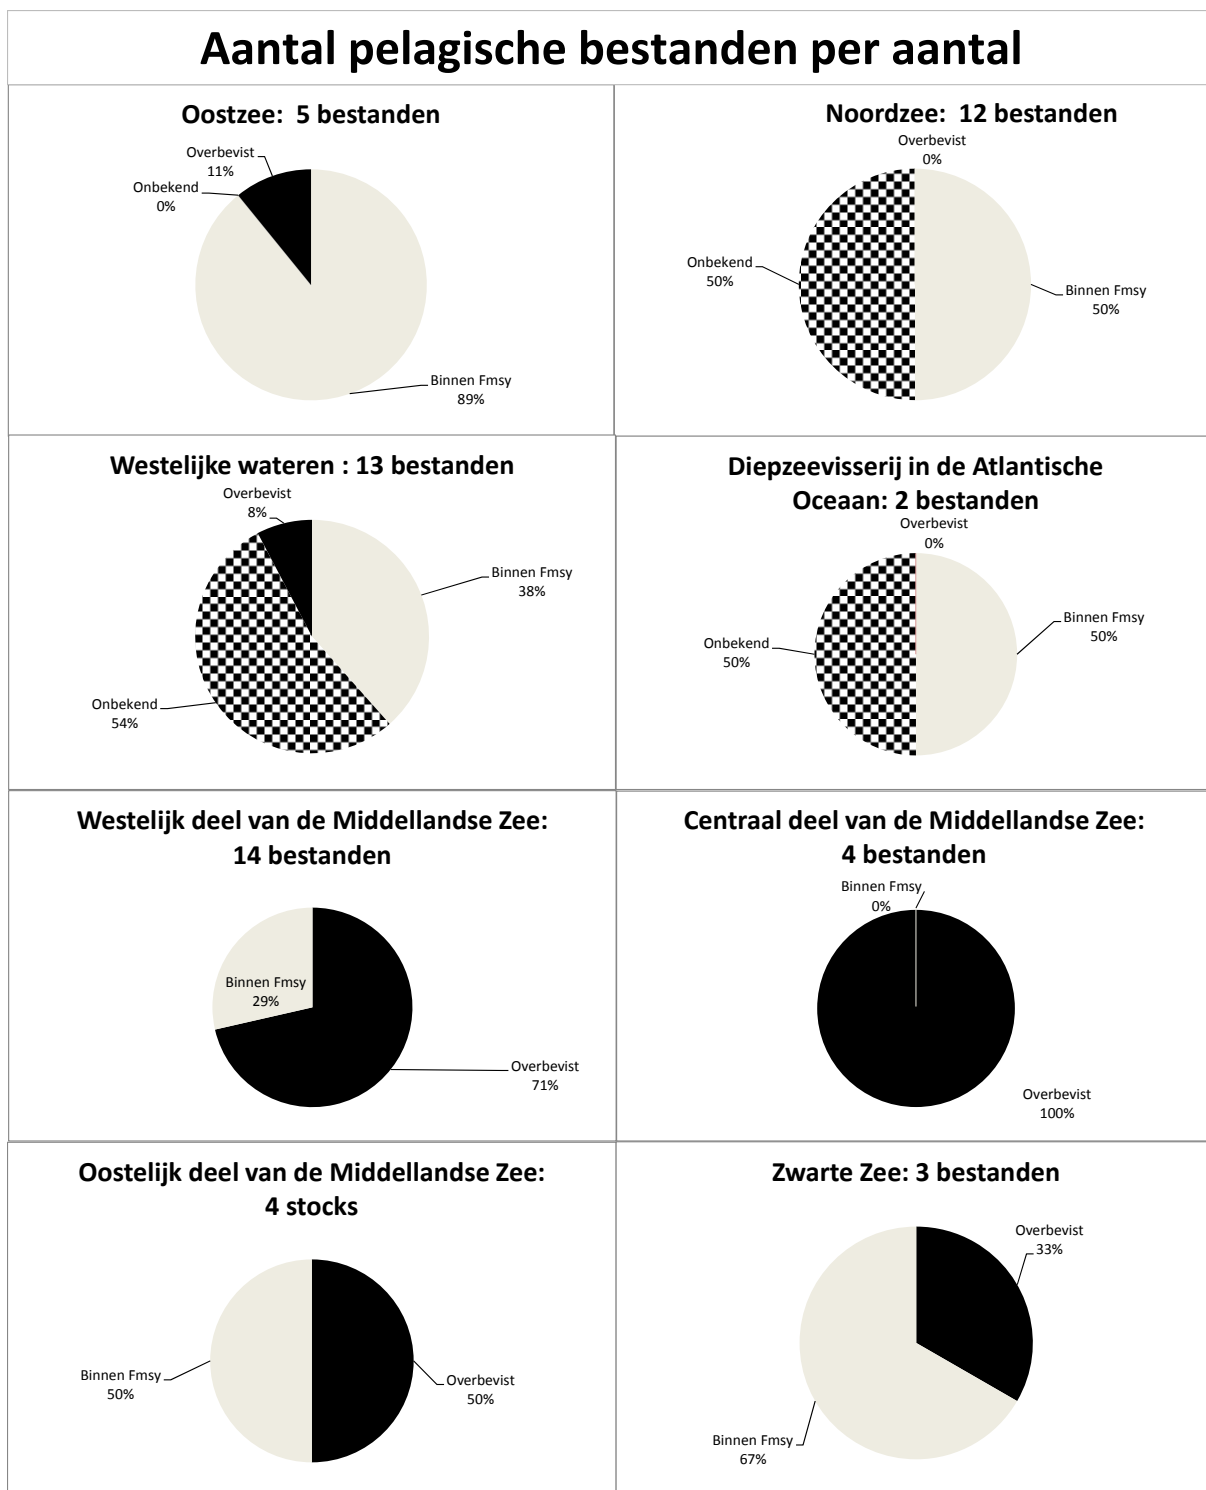 Aantal pelagische bestanden per aantal
Oostzee:  5 bestanden
Overbevist
11%
Onbekend
0%
Binnen Fmsy
89%
Noordzee:  12 bestanden
Overbevist
0%
Onbekend
50%
Binnen Fmsy
50%
Westelijke wateren : 13 bestanden
Overbevist
8%
Binnen Fmsy
38%
Onbekend
54%
Diepzeevisserij in de Atlantische
Oceaan: 2 bestanden
Overbevist
0%
Binnen Fmsy
50%
Onbekend
50%
Westelijk deel van de Middellandse Zee:
14 bestanden
Binnen Fmsy
29%
Overbevist
71%
Centraal deel van de Middellandse Zee:
4 bestanden
Binnen Fmsy
0%
Overbevist
100%
Oostelijk deel van de Middellandse Zee:
4 stocks
Binnen Fmsy
50%
Overbevist
50%
Zwarte Zee: 3 bestanden
Overbevist
33%
Binnen Fmsy
67%